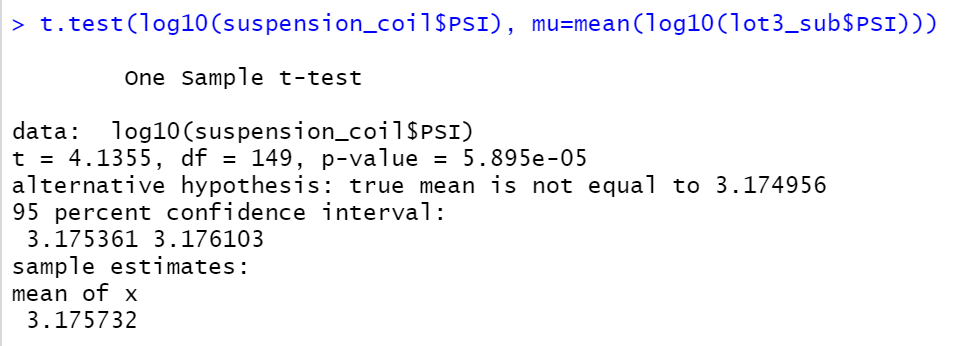 > t.test(log10(suspension_coil$PSI), mu=mean(log10(lot3_sub$PSI)))
One Sample t-test
data:  log10(suspension_coil$PSI)
t = 4.1355, df = 149, p-value = 5.895e-05
alternative hypothesis: true mean is not equal to 3.174956
95 percent confidence interval:
3.175361 3.176103
sample estimates:
mean of x
3.175732